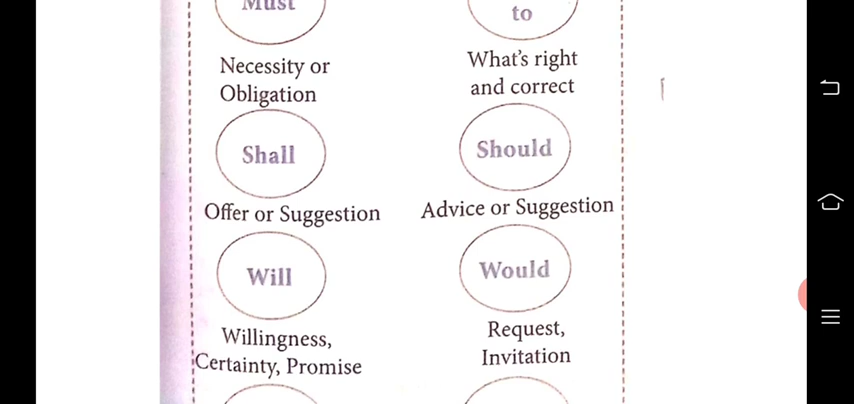 Must
to
Necessity or
Obligation
What's right
and correct
Shall
Should
Offer or Suggestion
Advice or Suggestion
Will
Would
Willingness,
Certainty, Promise
Request,
Invitation